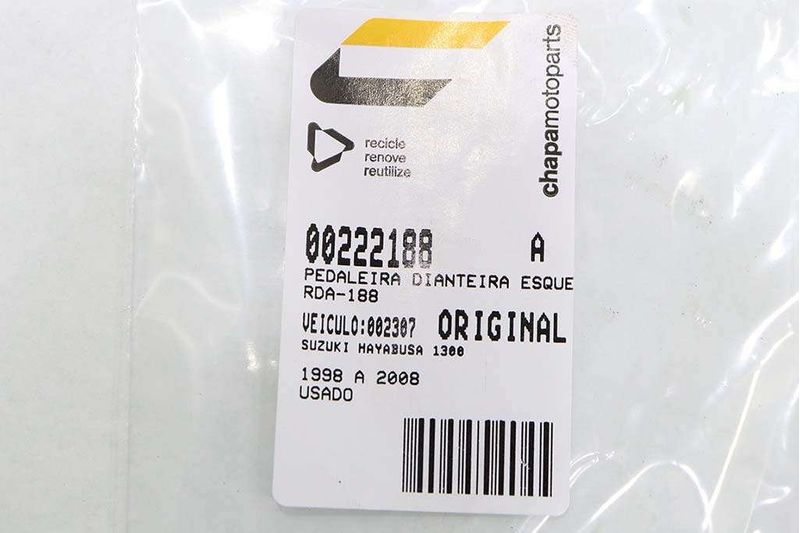 chapamotoparts
recicle
renove
reutilize
00222188 A
PEDALEIRA DIANTEIRA ESQUE
RDA-188
VEICULO:002307 ORIGINAL
SUZUKI HAYABUSA 1300
1998 A 2008
USADO